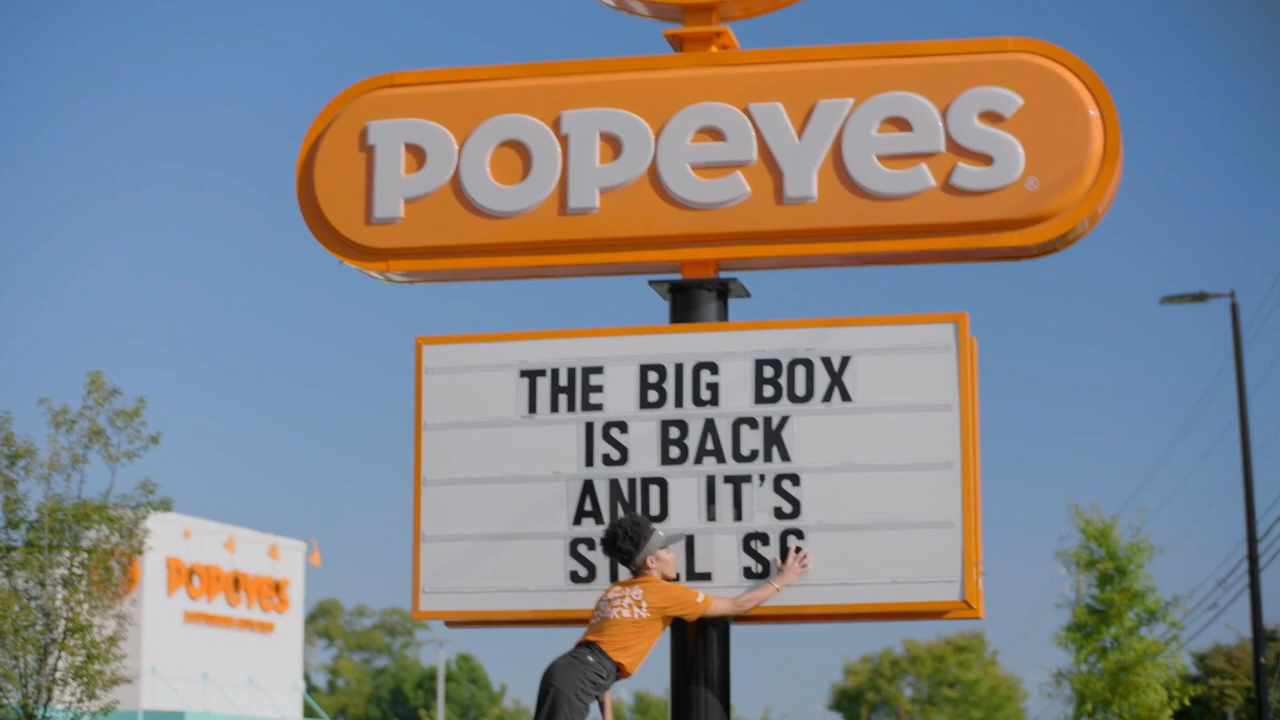 POPEYES
THE BIG BOX
IS BACK
AND IT'S
POPEYES